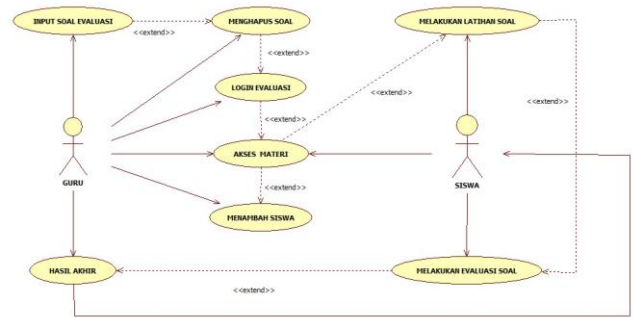 INPUT SOAL EVALUASI
MENGHAPUS SOAL
MELAKUKAN LATIHAN SOAL
<<extend>>
LOGIN EVALUASI
<<extend>>
<<extend>>
<<extend>>
<<extend>>
AKSES MATERI
GURU
SISWA
<<extend>>
MENAMBAH SISWA
HASIL AKHIR
MELAKUKAN EVALUASI SOAL
<<extend>>